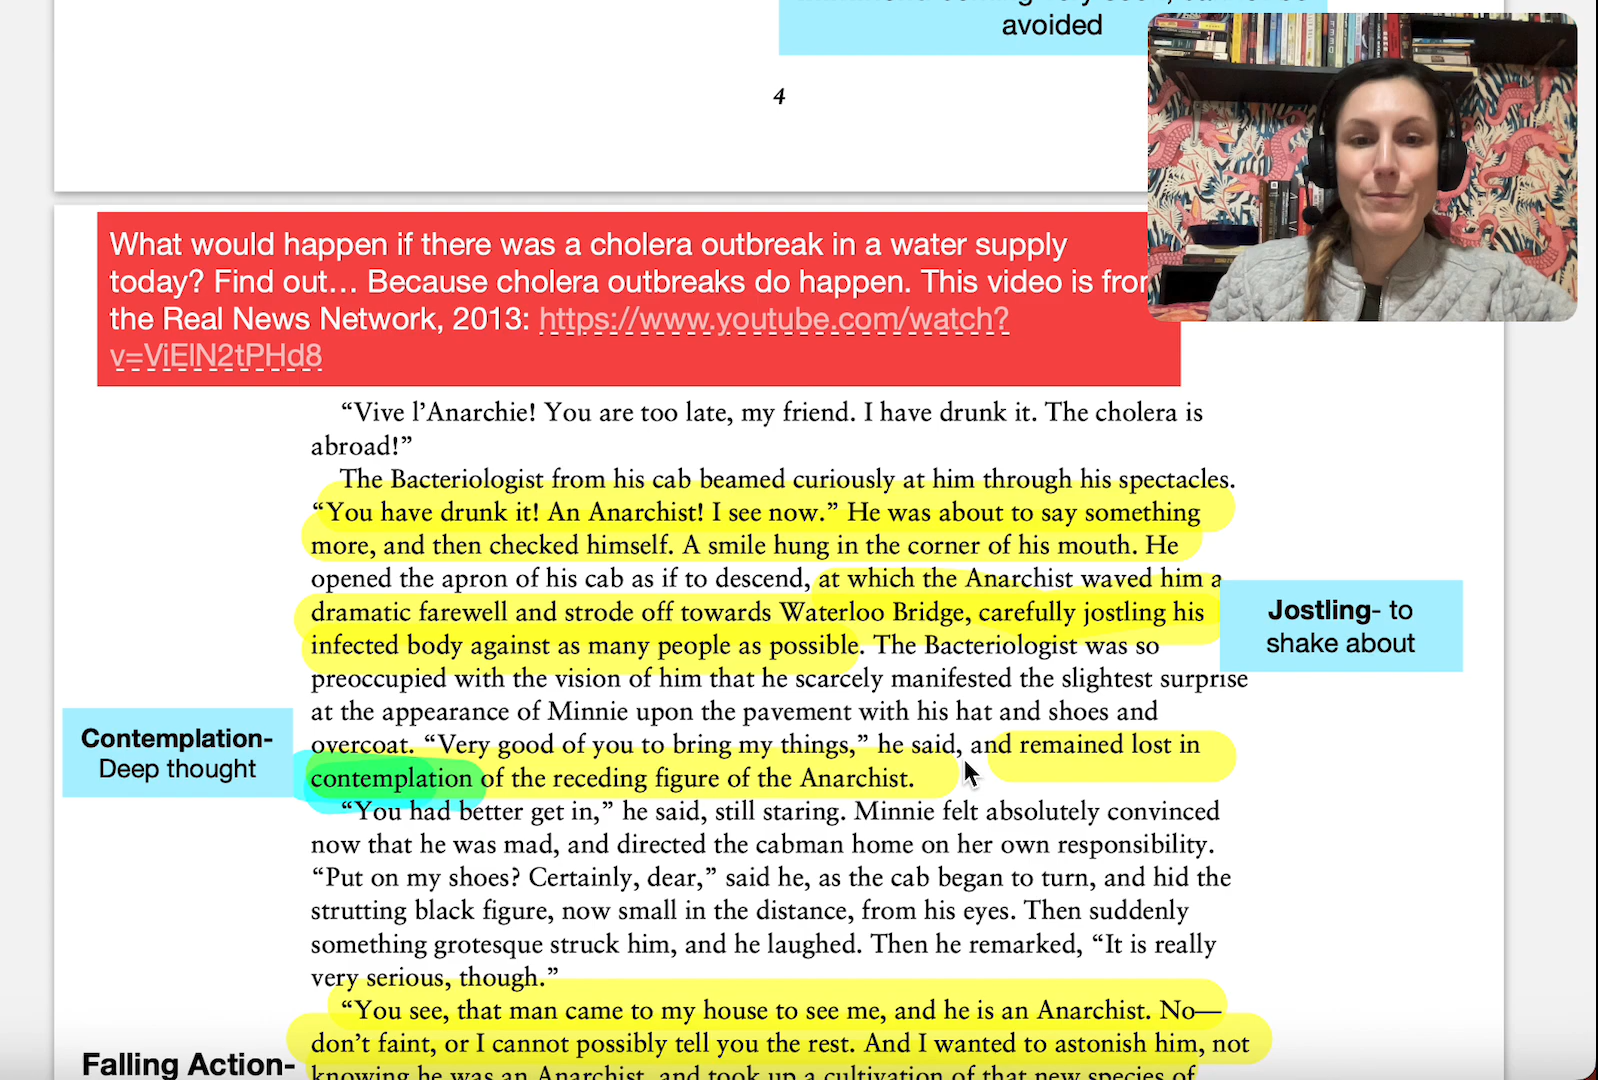 avoided
4
What would happen if there was a cholera outbreak in a water supply
today? Find out... Because cholera outbreaks do happen. This video is
the Real News Network, 2013: https://www.youtube.com/watch?
v=ViEIN2tPHd8
“Vive l’Anarchie! You are too late, my friend. I have drunk it. The cholera is
abroad!”
The Bacteriologist from his cab beamed curiously at him through his spectacles.
“You have drunk it! An Anarchist! I see now.” He was about to say something
more, and then checked himself. A smile hung in the corner of his mouth. He
opened the apron of his cab as if to descend, at which the Anarchist waved him a
dramatic farewell and strode off towards Waterloo Bridge, carefully jostling his
infected body against as many people as possible. The Bacteriologist was so
preoccupied with the vision of him that he scarcely manifested the slightest surprise
at the appearance of Minnie upon the pavement with his hat and shoes and
overcoat. “Very good of you to bring my things,” he said, and remained lost in
contemplation of the receding figure of the Anarchist.
“You had better get in,” he said, still staring. Minnie felt absolutely convinced
now that he was mad, and directed the cabman home on her own responsibility.
“Put on my shoes? Certainly, dear,” said he, as the cab began to turn, and hid the
strutting black figure, now small in the distance, from his eyes. Then suddenly
something grotesque struck him, and he laughed. Then he remarked, “It is really
very serious, though.”
“You see, that man came to my house to see me, and he is an Anarchist. No—
don’t faint, or I cannot possibly tell you the rest. And I wanted to astonish him, not
knowing he was an Anarchist, and took up a cultivation of that new species of
Jostling- to
shake about
Contemplation-
Deep thought
Falling Action-